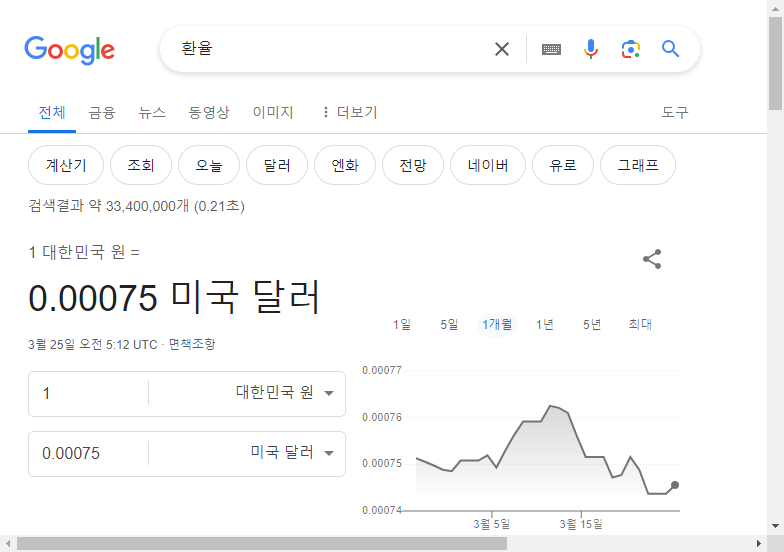 Google
환율
전체 금융 뉴스 동영상 이미지 더보기 도구
계산기 조회 오늘 달러 엔화 전망 네이버 유로 그래프
검색결과 약 33,400,000개 (0.21초)
1 대한민국 원 =
0.00075 미국 달러
3월 25일 오전 5:12 UTC · 면책조항
1일 5일 1개월 1년 5년 최대
1 대한민국 원
0.00075 미국 달러
0.00077
0.00076
0.00075
0.00074
3월 5일 3월 15일